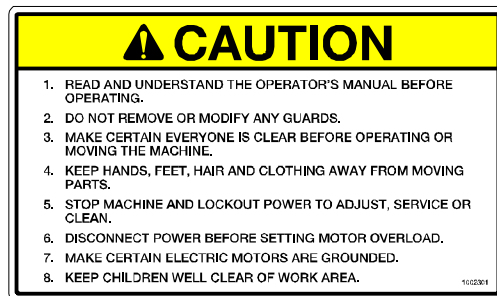 CAUTION
1. READ AND UNDERSTAND THE OPERATOR'S MANUAL BEFORE
OPERATING.
2. DO NOT REMOVE OR MODIFY ANY GUARDS.
3. MAKE CERTAIN EVERYONE IS CLEAR BEFORE OPERATING OR
MOVING THE MACHINE.
4. KEEP HANDS, FEET, HAIR AND CLOTHING AWAY FROM MOVING
PARTS.
5. STOP MACHINE AND LOCKOUT POWER TO ADJUST, SERVICE OR
CLEAN.
6. DISCONNECT POWER BEFORE SETTING MOTOR OVERLOAD.
7. MAKE CERTAIN ELECTRIC MOTORS ARE GROUNDED.
8. KEEP CHILDREN WELL CLEAR OF WORK AREA.
1002301